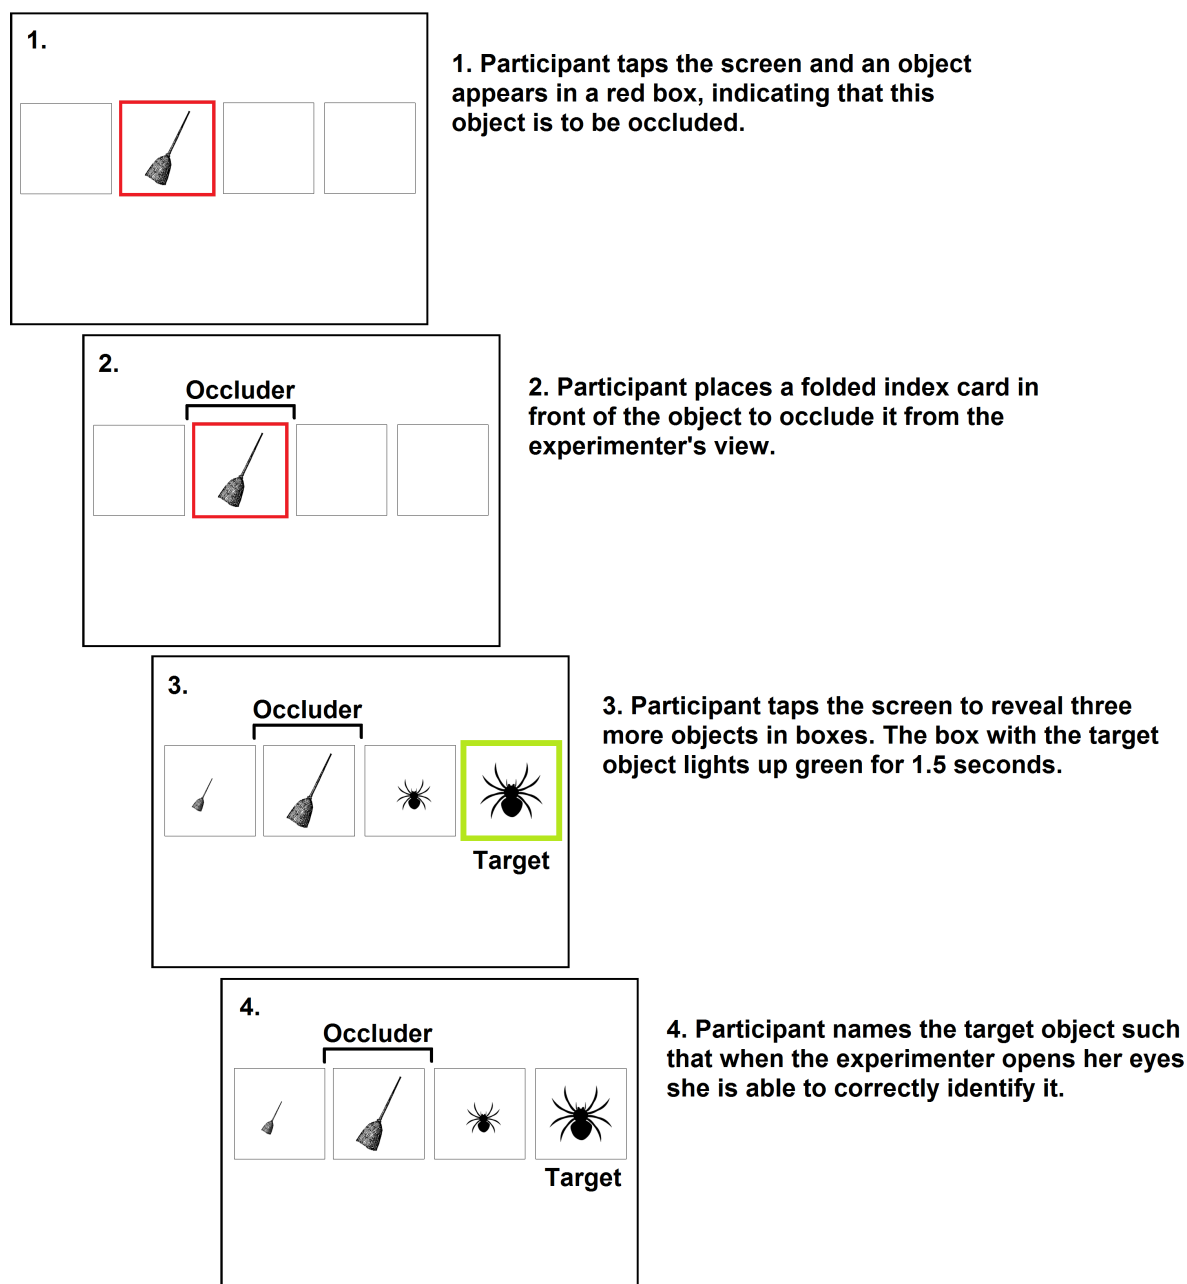 1.
1. Participant taps the screen and an object
appears in a red box, indicating that this
object is to be occluded.
2.
Occluder
2. Participant places a folded index card in
front of the object to occlude it from the
experimenter's view.
3.
Occluder
Target
3. Participant taps the screen to reveal three
more objects in boxes. The box with the target
object lights up green for 1.5 seconds.
4.
Occluder
Target
4. Participant names the target object such
that when the experimenter opens her eyes
she is able to correctly identify it.